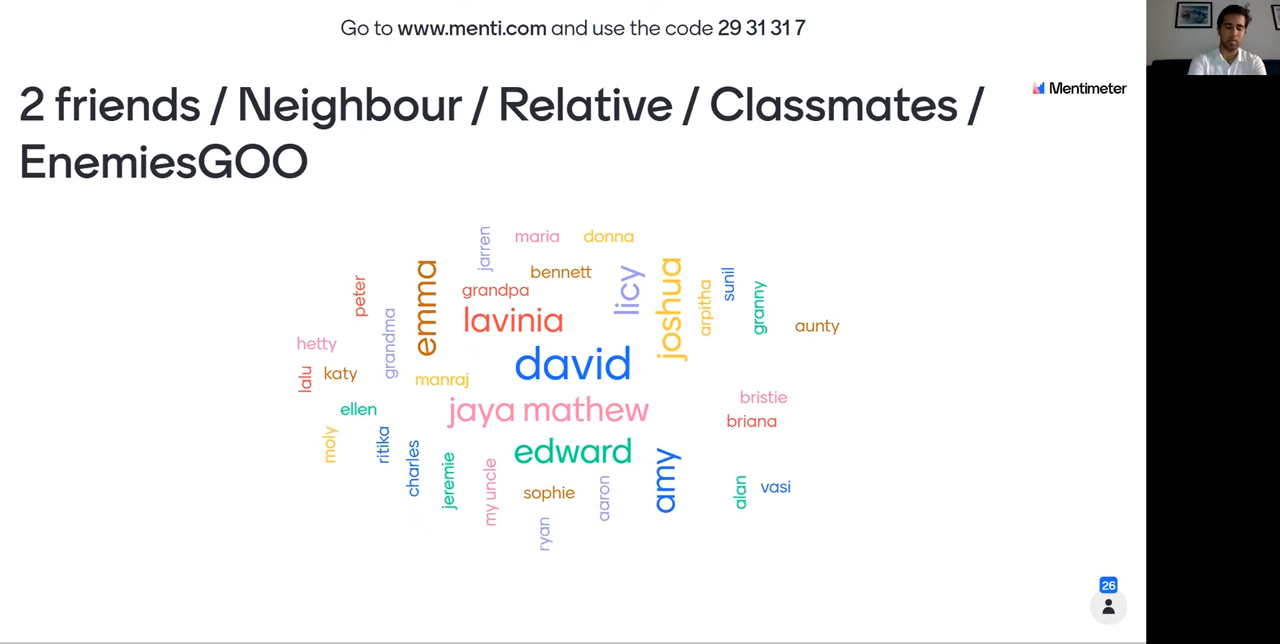 Go to www.menti.com and use the code 29 31 31 7
Mentimeter
2 friends / Neighbour / Relative / Classmates /
EnemiesGOO
jarren
maria
donna
bennett
licy
joshua
sunil
arpitha
granny
aunty
peter
emma
grandpa
lavinia
grandma
hetty
lalu
katy
david
manraj
ellen
jaya mathew
bristie
briana
moly
ritika
charles
jeremie
my uncle
edward
amy
sophie
aaron
ryan
alan
vasi
26